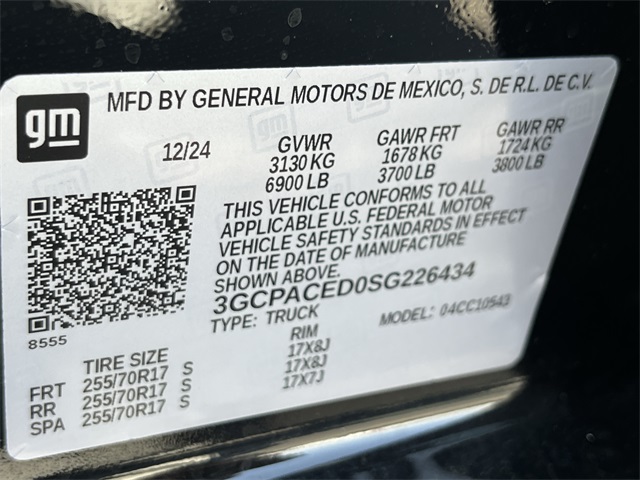 gm
MFD BY GENERAL MOTORS DE MEXICO, S. DE R.L. DE C.V.
12/24
GVWR
3130 KG
6900 LB
GAWR FRT
1678 KG
3700 LB
GAWR RR
1724 KG
3800 LB
THIS VEHICLE CONFORMS TO ALL
APPLICABLE U.S. FEDERAL MOTOR
VEHICLE SAFETY STANDARDS IN EFFECT
ON THE DATE OF MANUFACTURE
SHOWN ABOVE.
3GCPACED0SG226434
TYPE: TRUCK
MODEL: 04CC10543
8555
TIRE SIZE
RIM
FRT 255/70R17 S 17X8J
RR 255/70R17 S 17X8J
SPA 255/70R17 S 17X7J